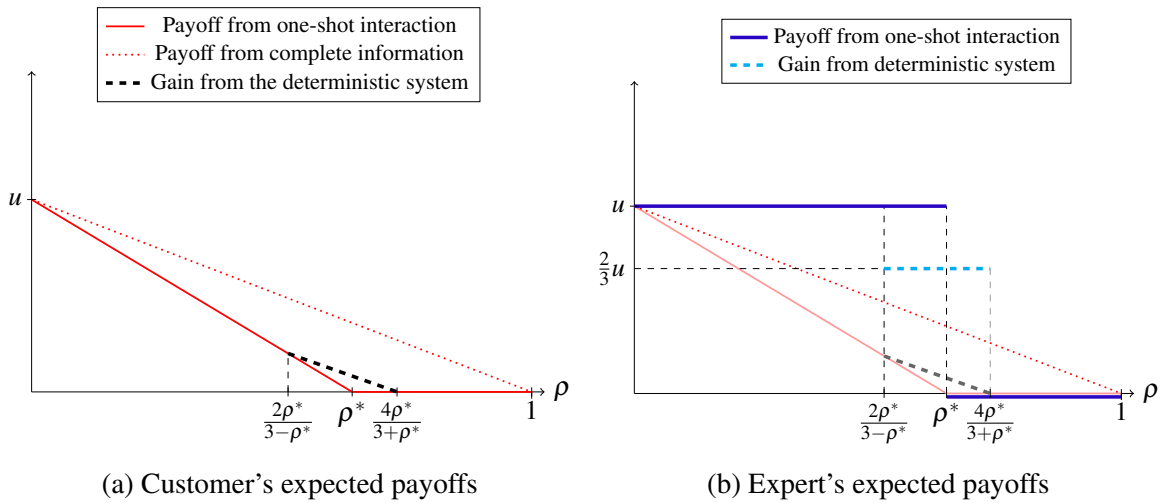 Payoff from one-shot interaction
Payoff from complete information
Gain from the deterministic system
u
2ρ*
3−ρ*
ρ*
4ρ*
3+ρ*
1
ρ
(a) Customer's expected payoffs
Payoff from one-shot interaction
Gain from deterministic system
u
2/3 u
2ρ*
3−ρ*
ρ*
4ρ*
3+ρ*
1
ρ
(b) Expert's expected payoffs